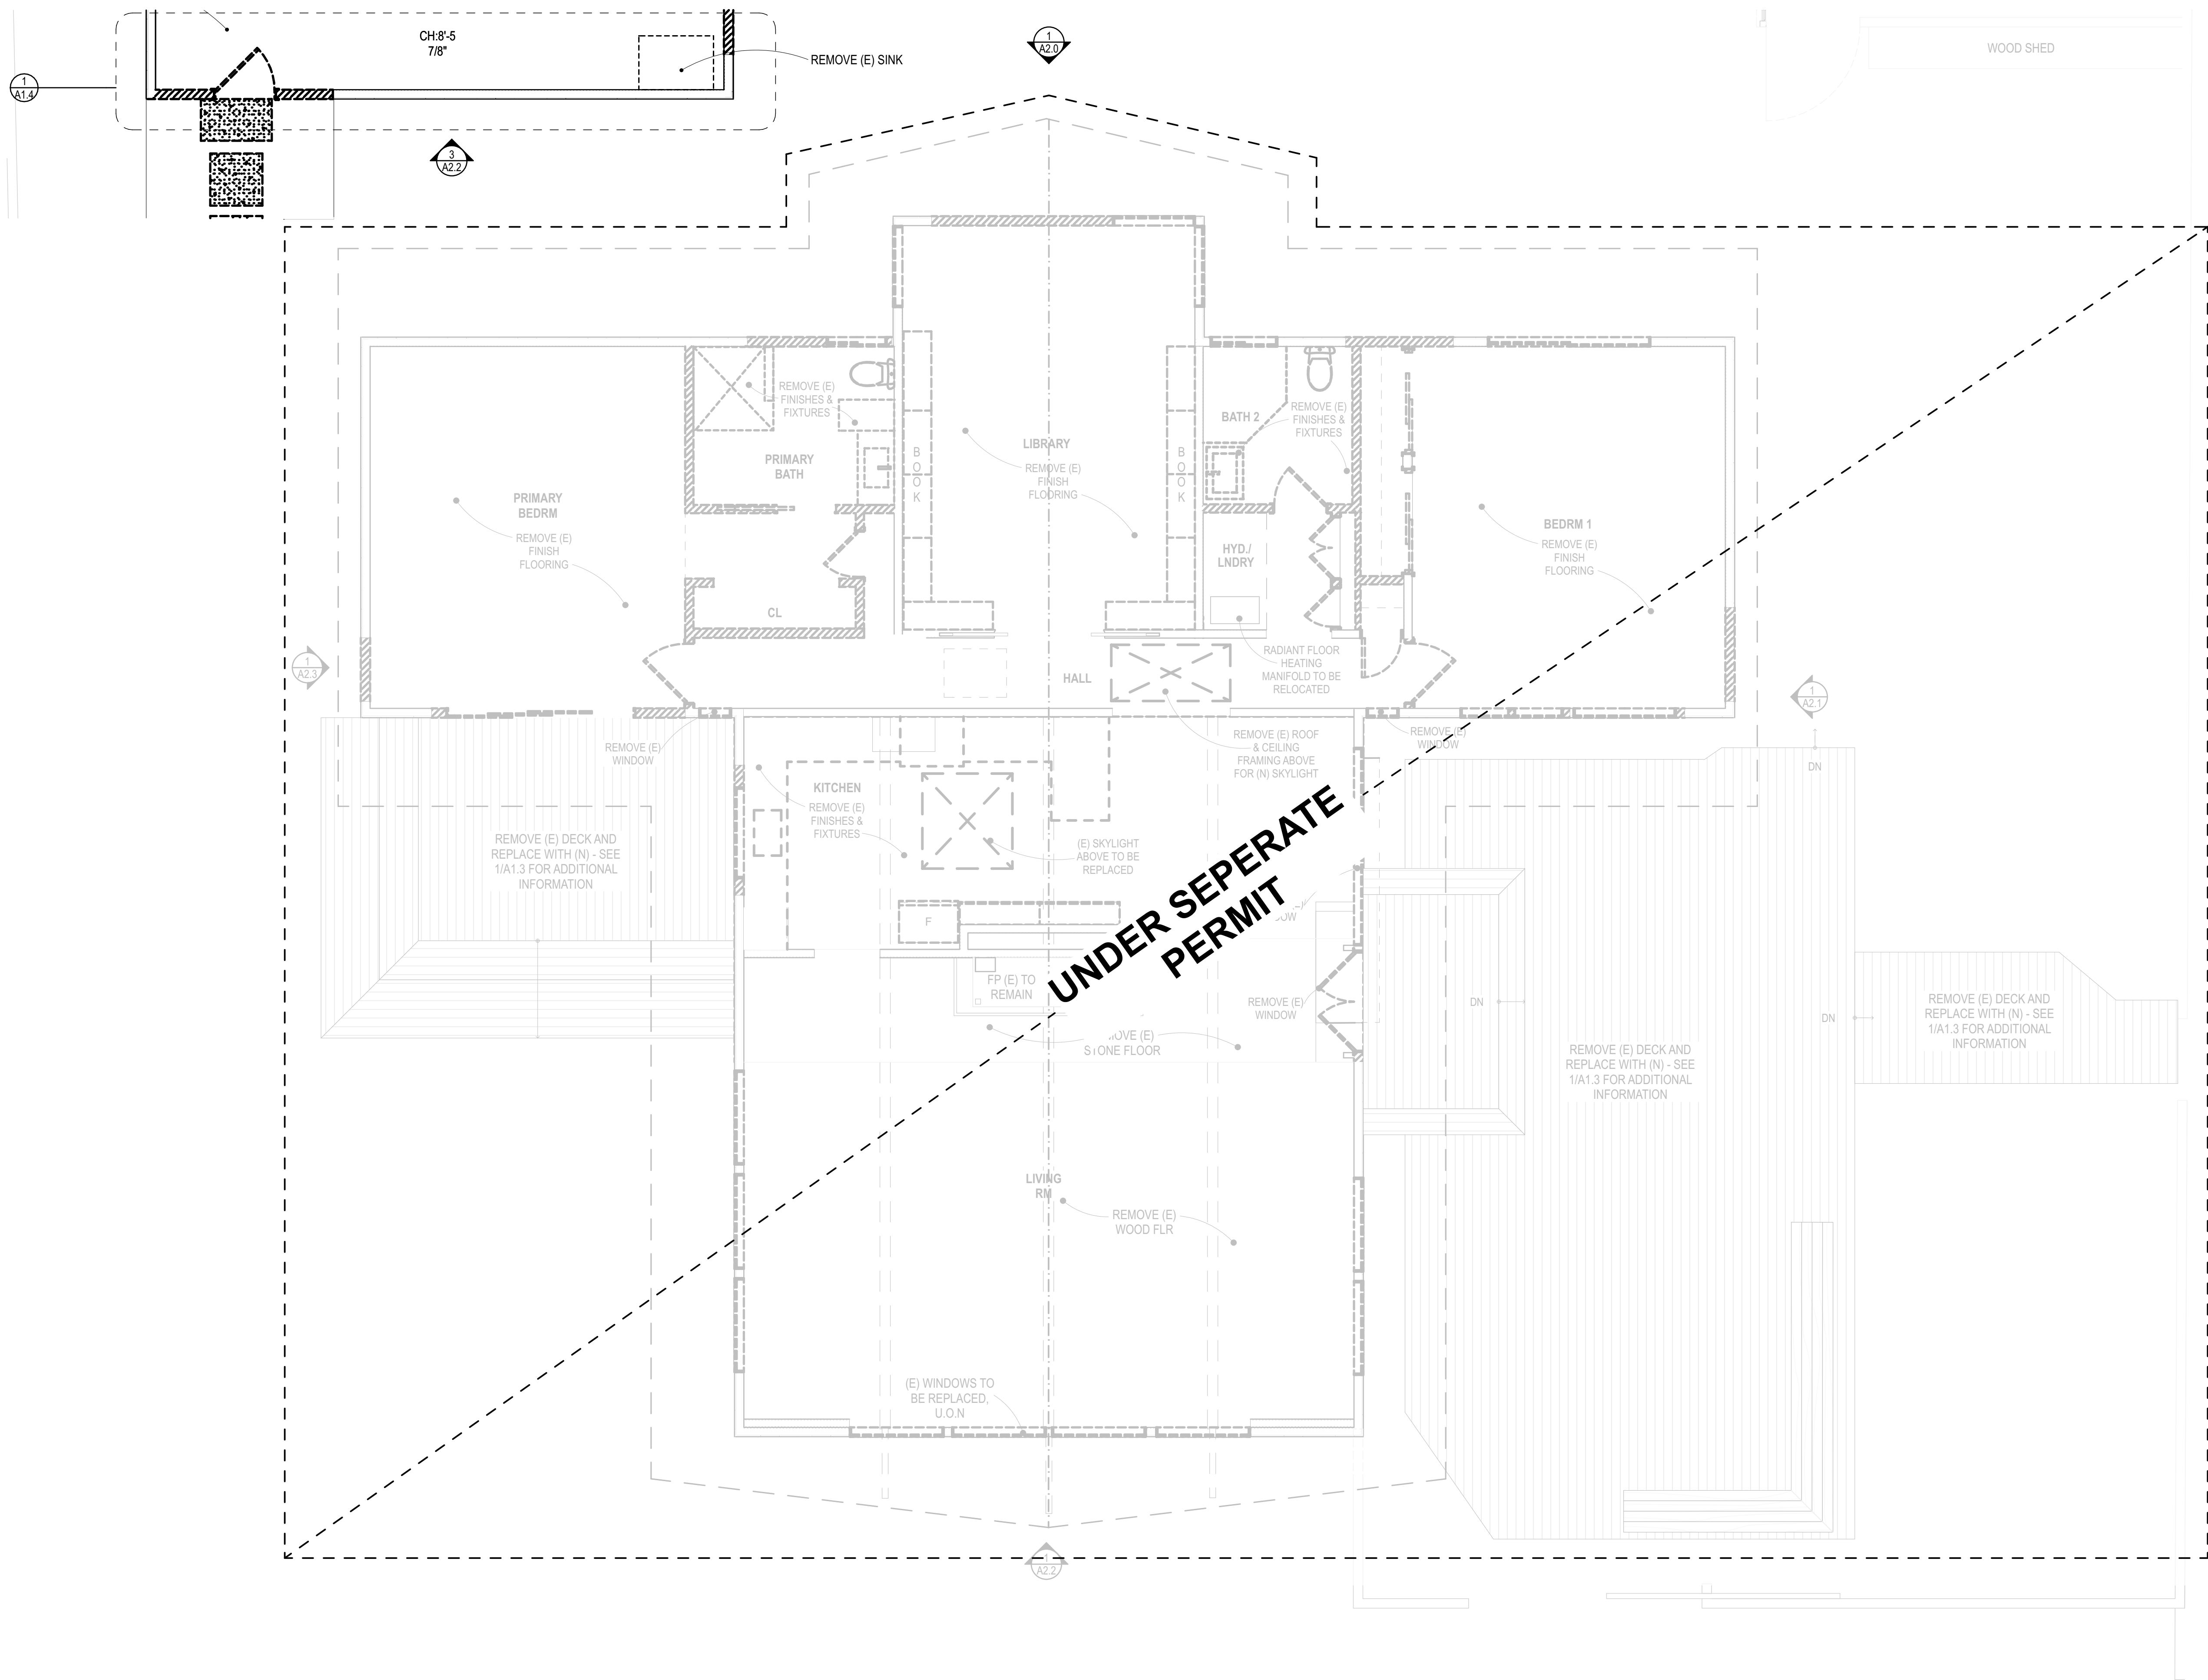 CH:8'-5
7/8"
REMOVE (E) SINK
1
A1.4
3
A2.2
1
A2.0
WOOD SHED
REMOVE (E)
FINISHES &
FIXTURES
PRIMARY
BATH
PRIMARY
BEDRM
REMOVE (E)
FINISH
FLOORING
CL
B
O
O
K
LIBRARY
REMOVE (E)
FINISH
FLOORING
B
O
O
K
BATH 2
REMOVE (E)
FINISHES &
FIXTURES
HYD./
LNDRY
BEDRM 1
REMOVE (E)
FINISH
FLOORING
1
A2.3
HALL
RADIANT FLOOR
HEATING
MANIFOLD TO BE
RELOCATED
1
A2.1
REMOVE (E)
WINDOW
REMOVE (E) ROOF
& CEILING
FRAMING ABOVE
FOR (N) SKYLIGHT
REMOVE (E)
WINDOW
DN
KITCHEN
REMOVE (E)
FINISHES &
FIXTURES
(E) SKYLIGHT
ABOVE TO BE
REPLACED
REMOVE (E) DECK AND
REPLACE WITH (N) - SEE
1/A1.3 FOR ADDITIONAL
INFORMATION
UNDER SEPERATE
PERMIT
F
FP (E) TO
REMAIN
REMOVE (E)
WINDOW
DN
(E)
STONE FLOOR
REMOVE (E) DECK AND
REPLACE WITH (N) - SEE
1/A1.3 FOR ADDITIONAL
INFORMATION
DN
REMOVE (E) DECK AND
REPLACE WITH (N) - SEE
1/A1.3 FOR ADDITIONAL
INFORMATION
LIVING
RM
REMOVE (E)
WOOD FLR
(E) WINDOWS TO
BE REPLACED,
U.O.N
1
A2.2